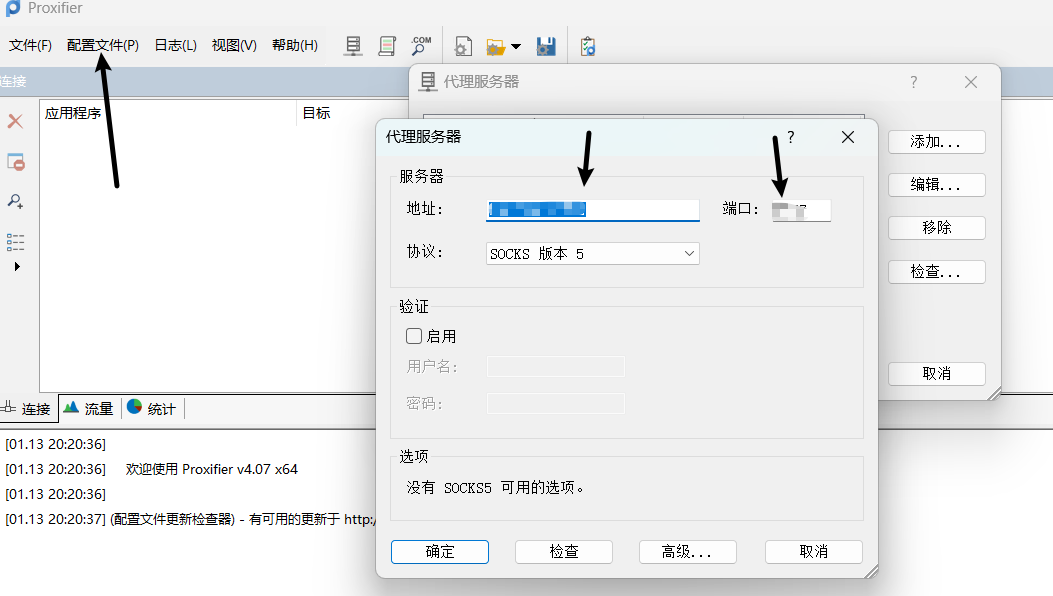 Proxifier
文件(F) 配置文件(P) 日志(L) 视图(V) 帮助(H)
.COM
连接
应用程序 目标
代理服务器 ?
添加...
编辑...
移除
检查...
取消
代理服务器 ?
服务器
地址: 端口:
协议: SOCKS 版本 5
验证
启用
用户名:
密码:
选项
没有 SOCKS5 可用的选项。
确定 检查 高级... 取消
连接 流量 统计
[01.13 20:20:36]
[01.13 20:20:36] 欢迎使用 Proxifier v4.07 x64
[01.13 20:20:36]
[01.13 20:20:37] (配置文件更新检查器) - 有可用的更新于 http:/